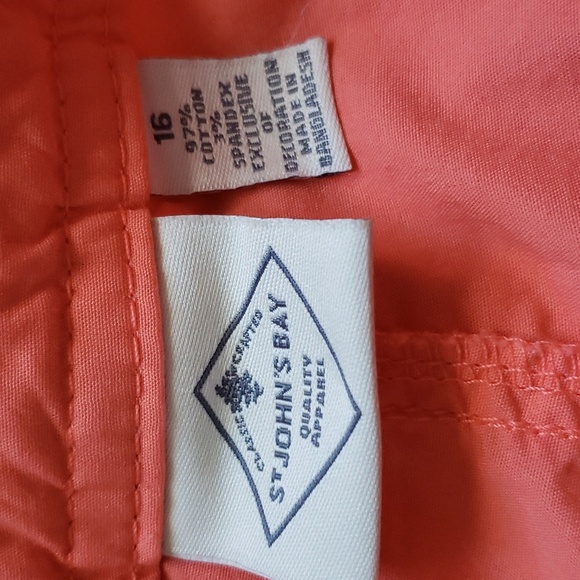 16
97%
COTTON
3%
SPANDEX
EXCLUSIVE
OF
DECORATION
MADE IN
BANGLADESH
CLASSIC CRAFTED
ST JOHN'S BAY
QUALITY
APPAREL